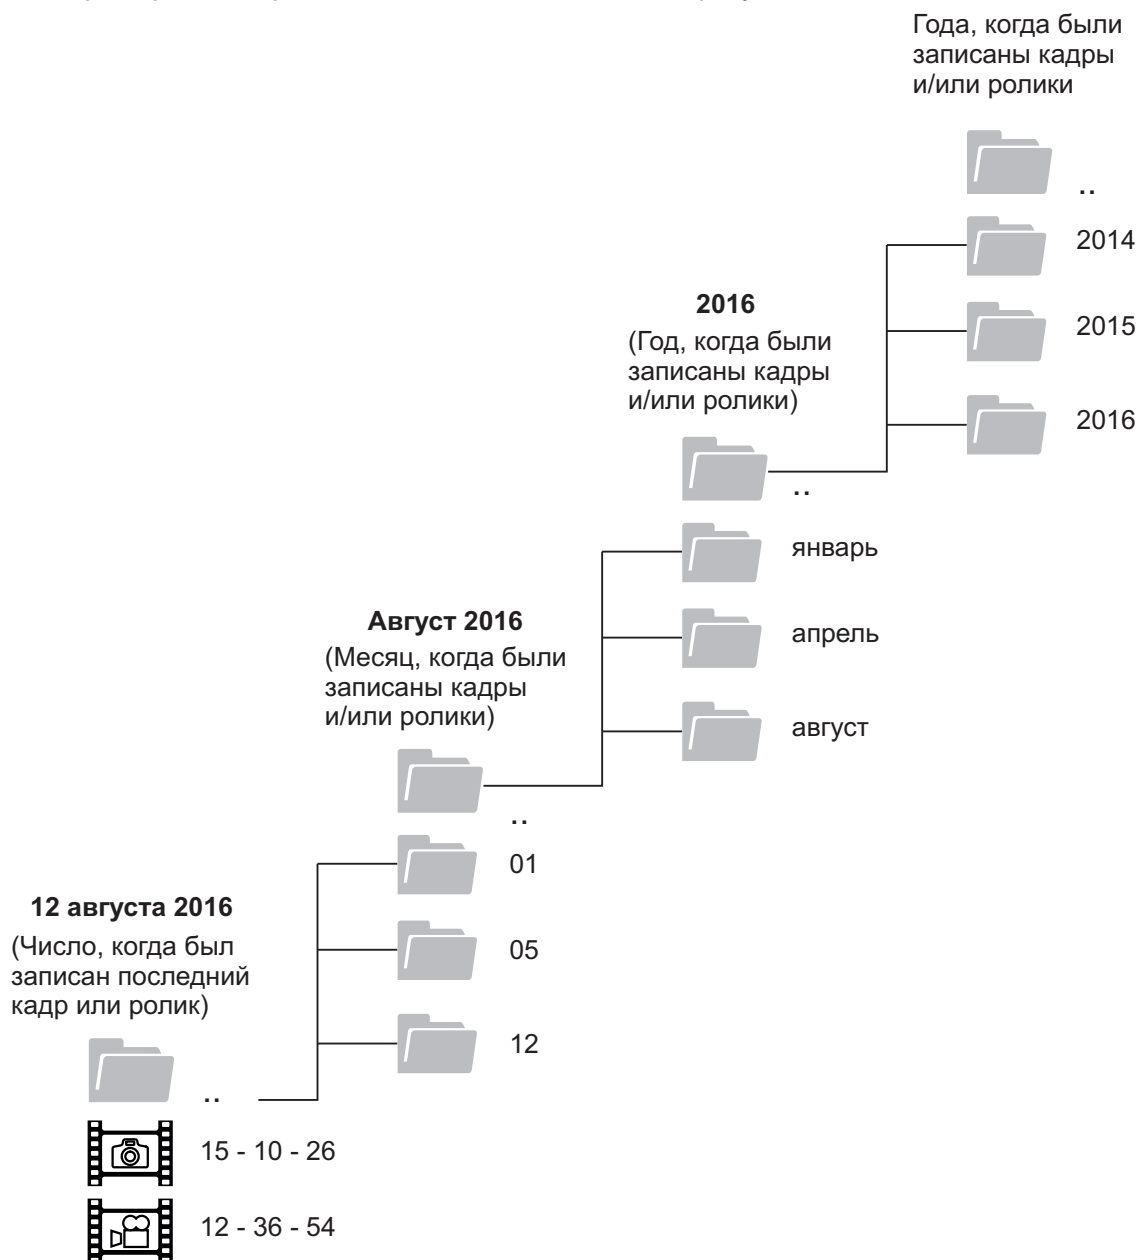 Года, когда были
записаны кадры
и/или ролики
..
2014
2015
2016
2016
(Год, когда были
записаны кадры
и/или ролики)
..
январь
апрель
август
Август 2016
(Месяц, когда были
записаны кадры
и/или ролики)
..
01
05
12
12 августа 2016
(Число, когда был
записан последний
кадр или ролик)
..
15 - 10 - 26
12 - 36 - 54